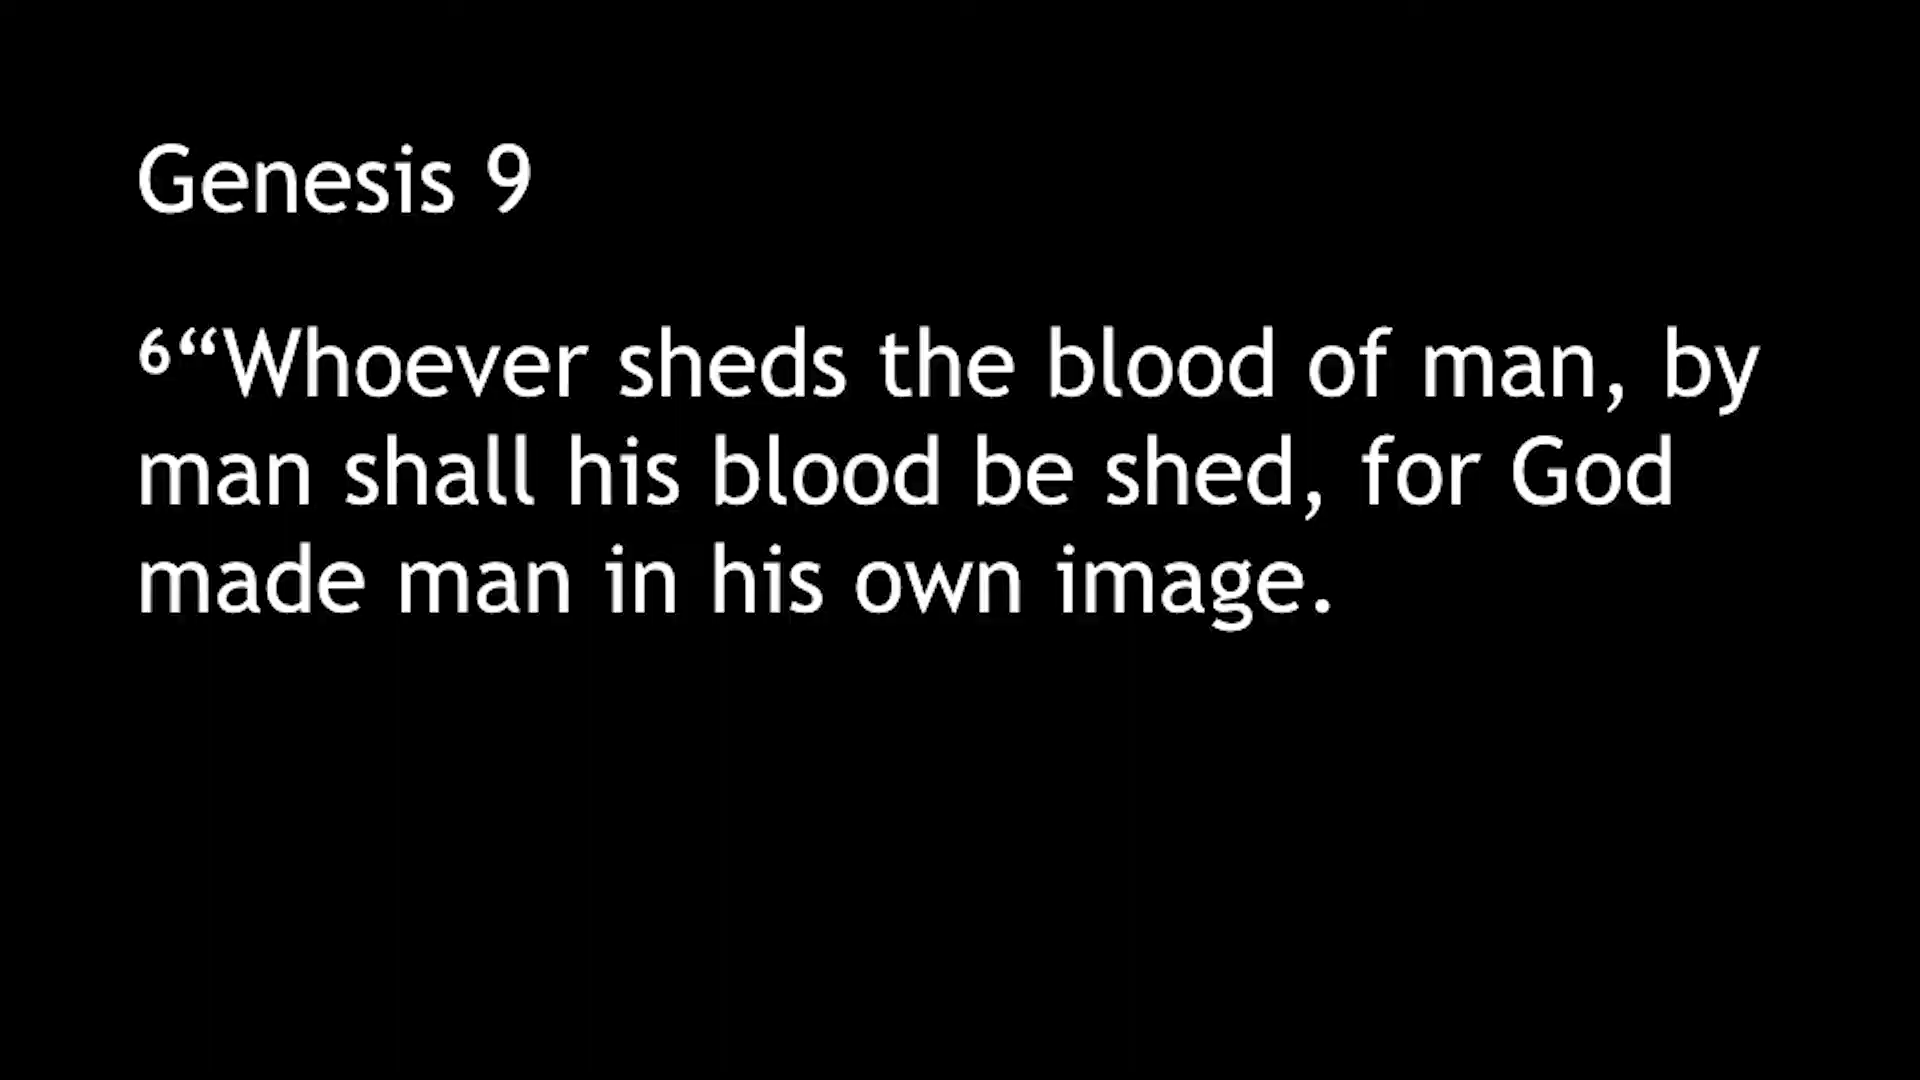 Genesis 9
⁶“Whoever sheds the blood of man, by
man shall his blood be shed, for God
made man in his own image.